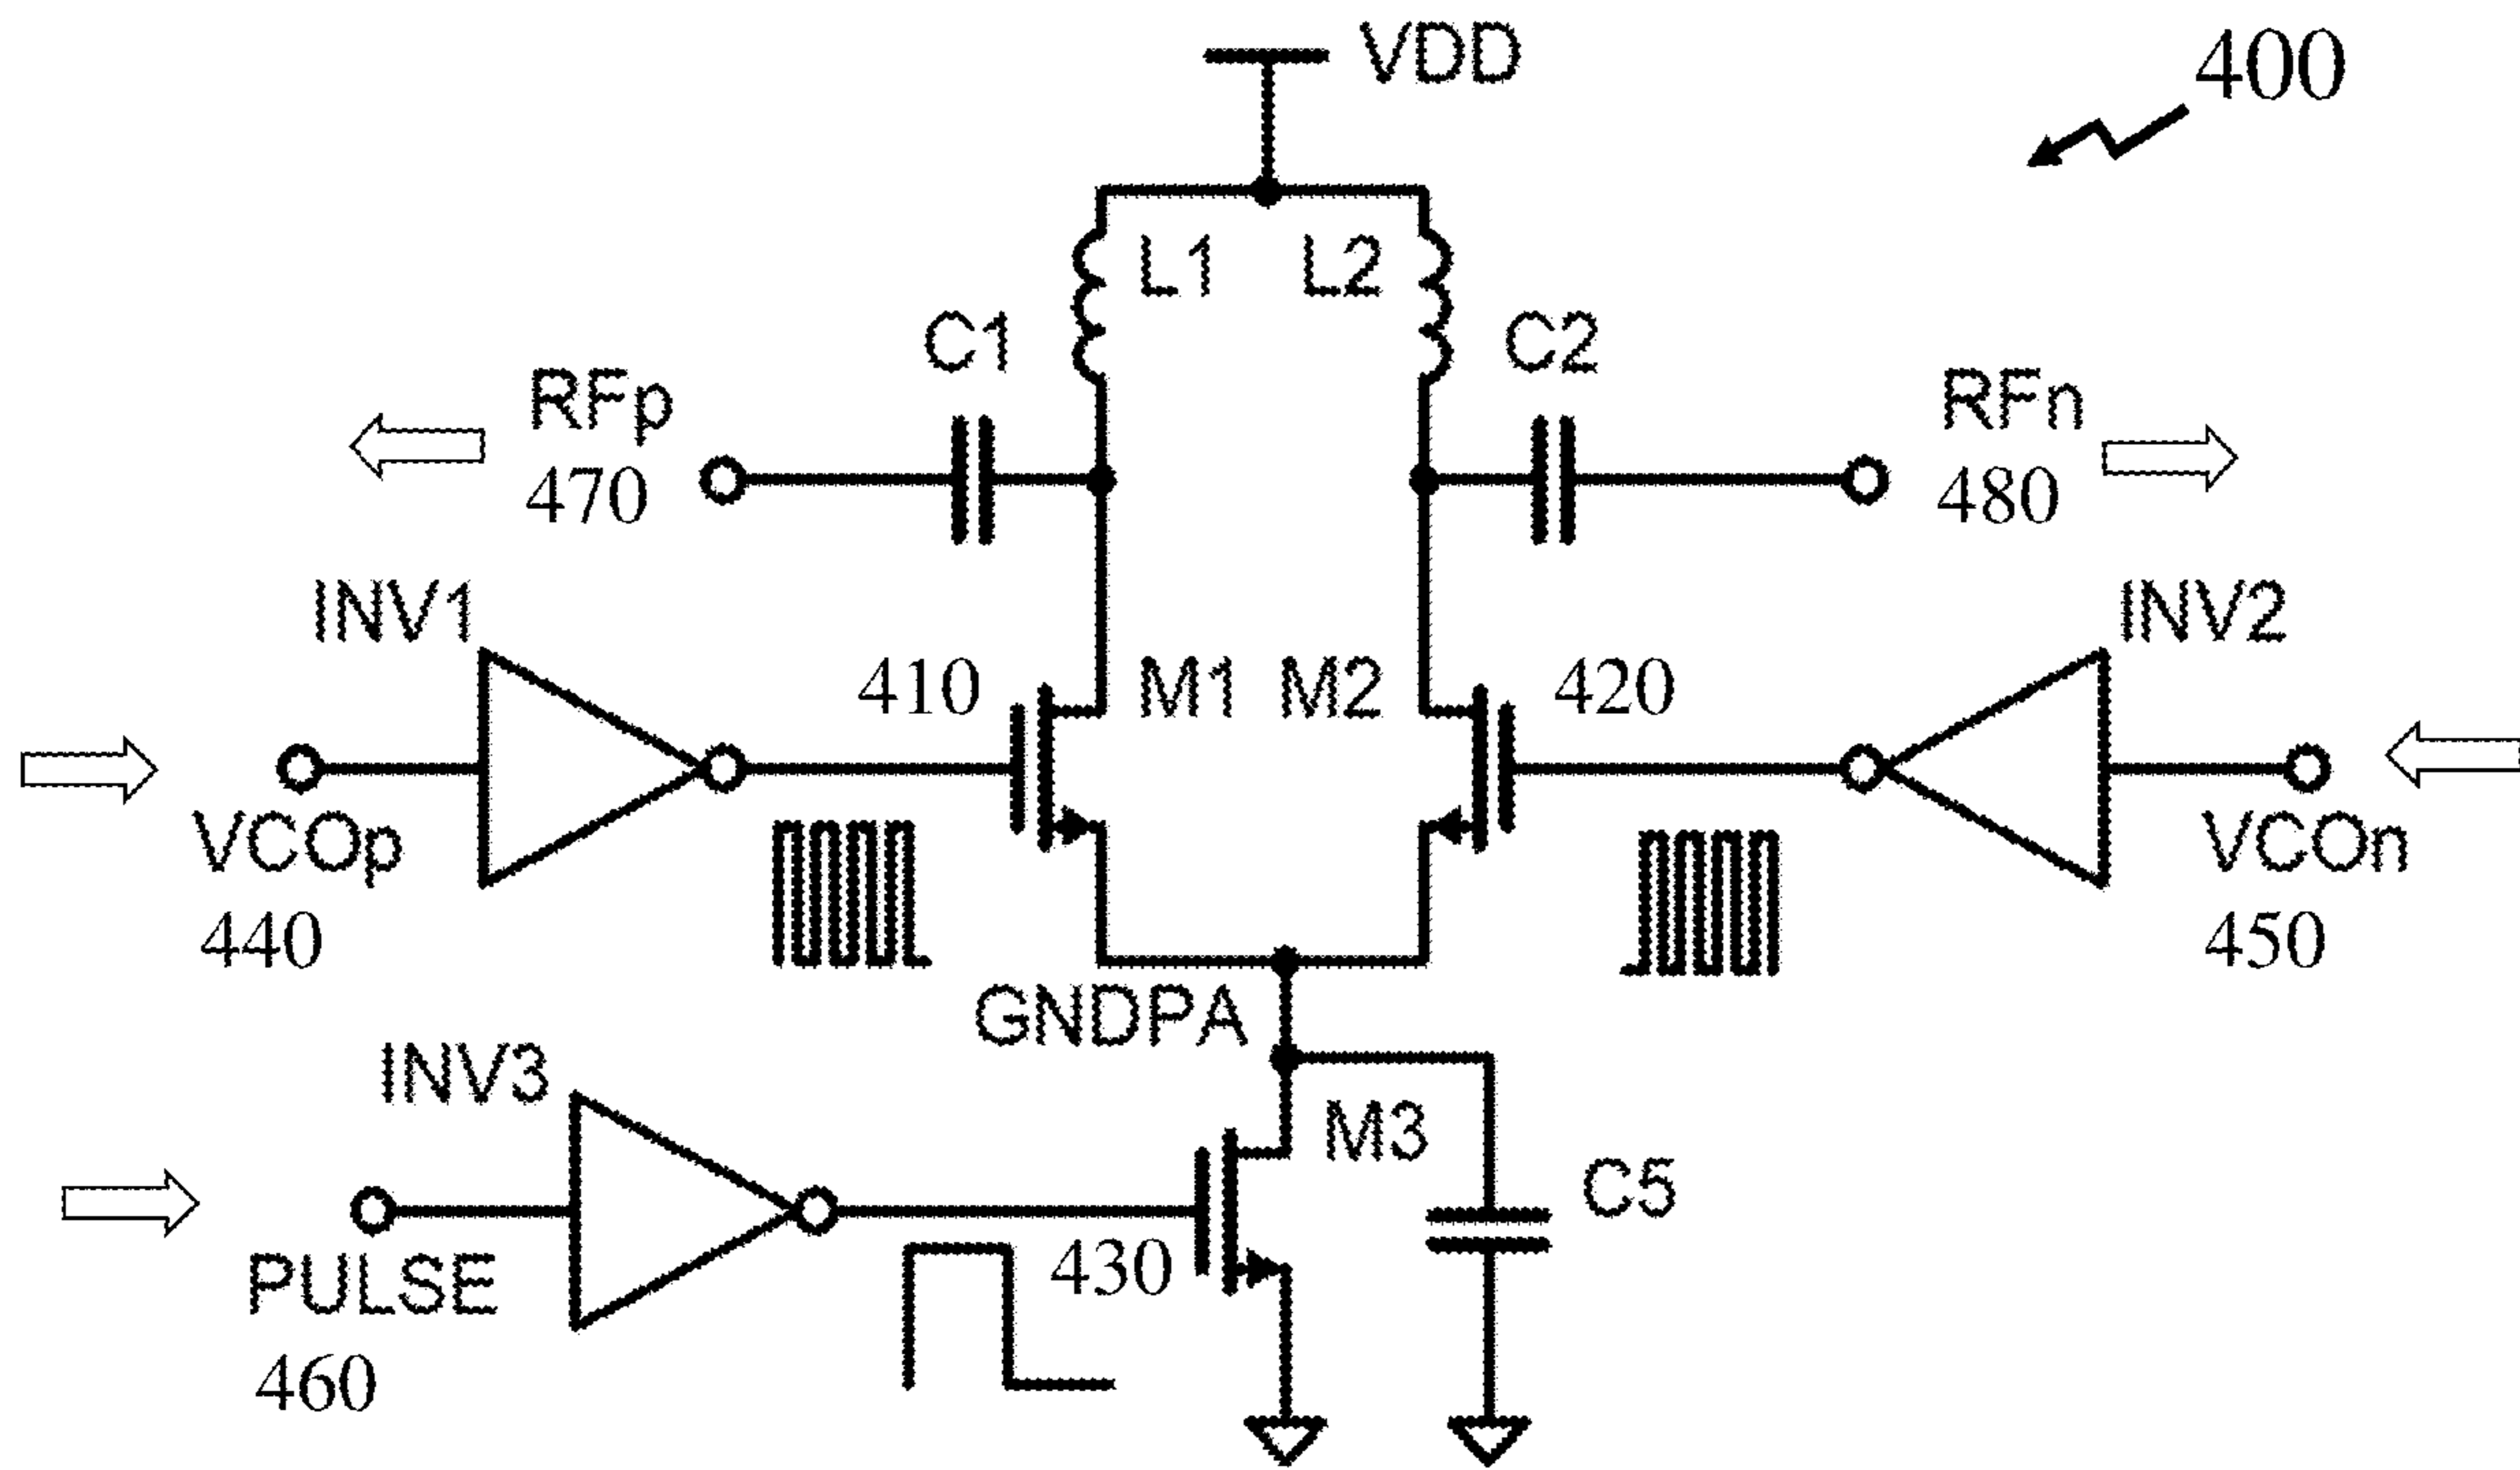 VDD
400
L1
L2
C1
C2
RFp
470
RFn
480
INV1
INV2
410
M1
M2
420
VCOp
440
VCOn
450
GNDPA
INV3
M3
C5
430
PULSE
460